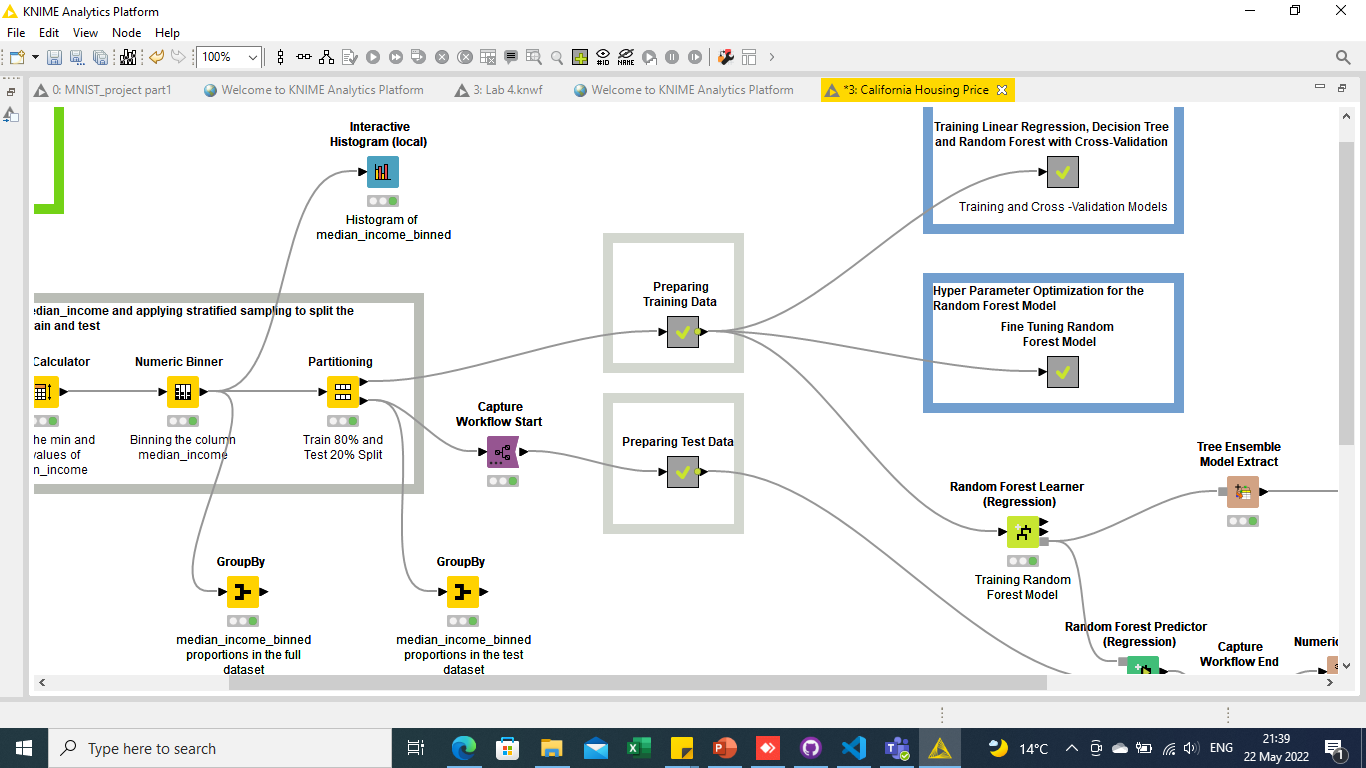 KNIME Analytics Platform
File Edit View Node Help
100%
#ID
NAME
0: MNIST_project part1
Welcome to KNIME Analytics Platform
3: Lab 4.knwf
Welcome to KNIME Analytics Platform
*3: California Housing Price
Interactive
Histogram (local)
Histogram of
median_income_binned
Training Linear Regression, Decision Tree
and Random Forest with Cross-Validation
Training and Cross -Validation Models
Preparing
Training Data
Hyper Parameter Optimization for the
Random Forest Model
Fine Tuning Random
Forest Model
edian_income and applying stratified sampling to split the
ain and test
Calculator
he min and
values of
n_income
Numeric Binner
Binning the column
median_income
Partitioning
Train 80% and
Test 20% Split
Capture
Workflow Start
Preparing Test Data
Tree Ensemble
Model Extract
Random Forest Learner
(Regression)
Training Random
Forest Model
GroupBy
median_income_binned
proportions in the full
dataset
GroupBy
median_income_binned
proportions in the test
dataset
Random Forest Predictor
(Regression)
Capture
Workflow End
Numeric
Type here to search
14°C
ENG
21:39
22 May 2022
1